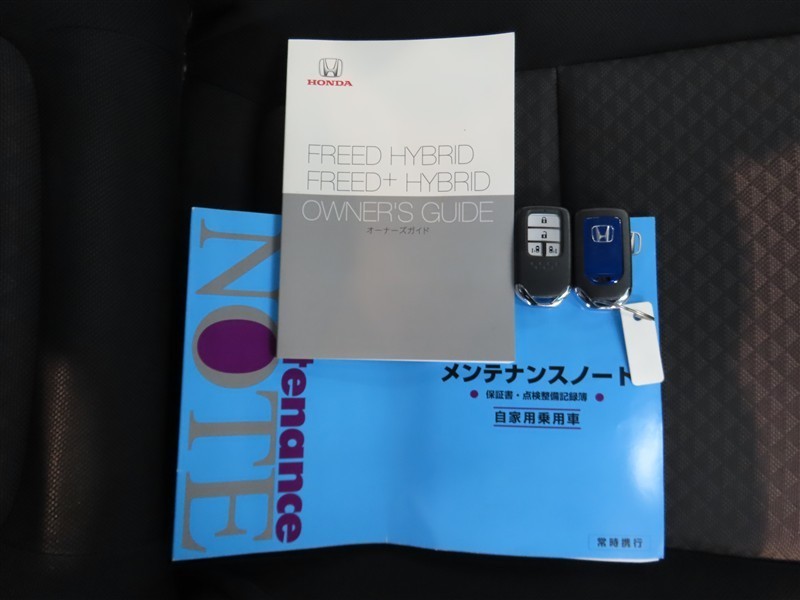 HONDA
FREED HYBRID
FREED+ HYBRID
OWNER'S GUIDE
オーナーズガイド
NOTE
tenance
メンテナンスノート
保証書・点検整備記録簿
自家用乗用車
常時携行